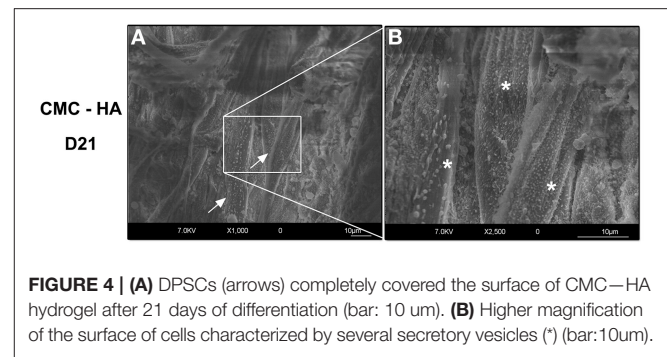 A
B
CMC - HA
D21
*
*
*
7.0KV X1,000 0 10µm
7.0KV X2,500 0 10µm
FIGURE 4 | (A) DPSCs (arrows) completely covered the surface of CMC—HA
hydrogel after 21 days of differentiation (bar: 10 um). (B) Higher magnification
of the surface of cells characterized by several secretory vesicles (*) (bar:10um).